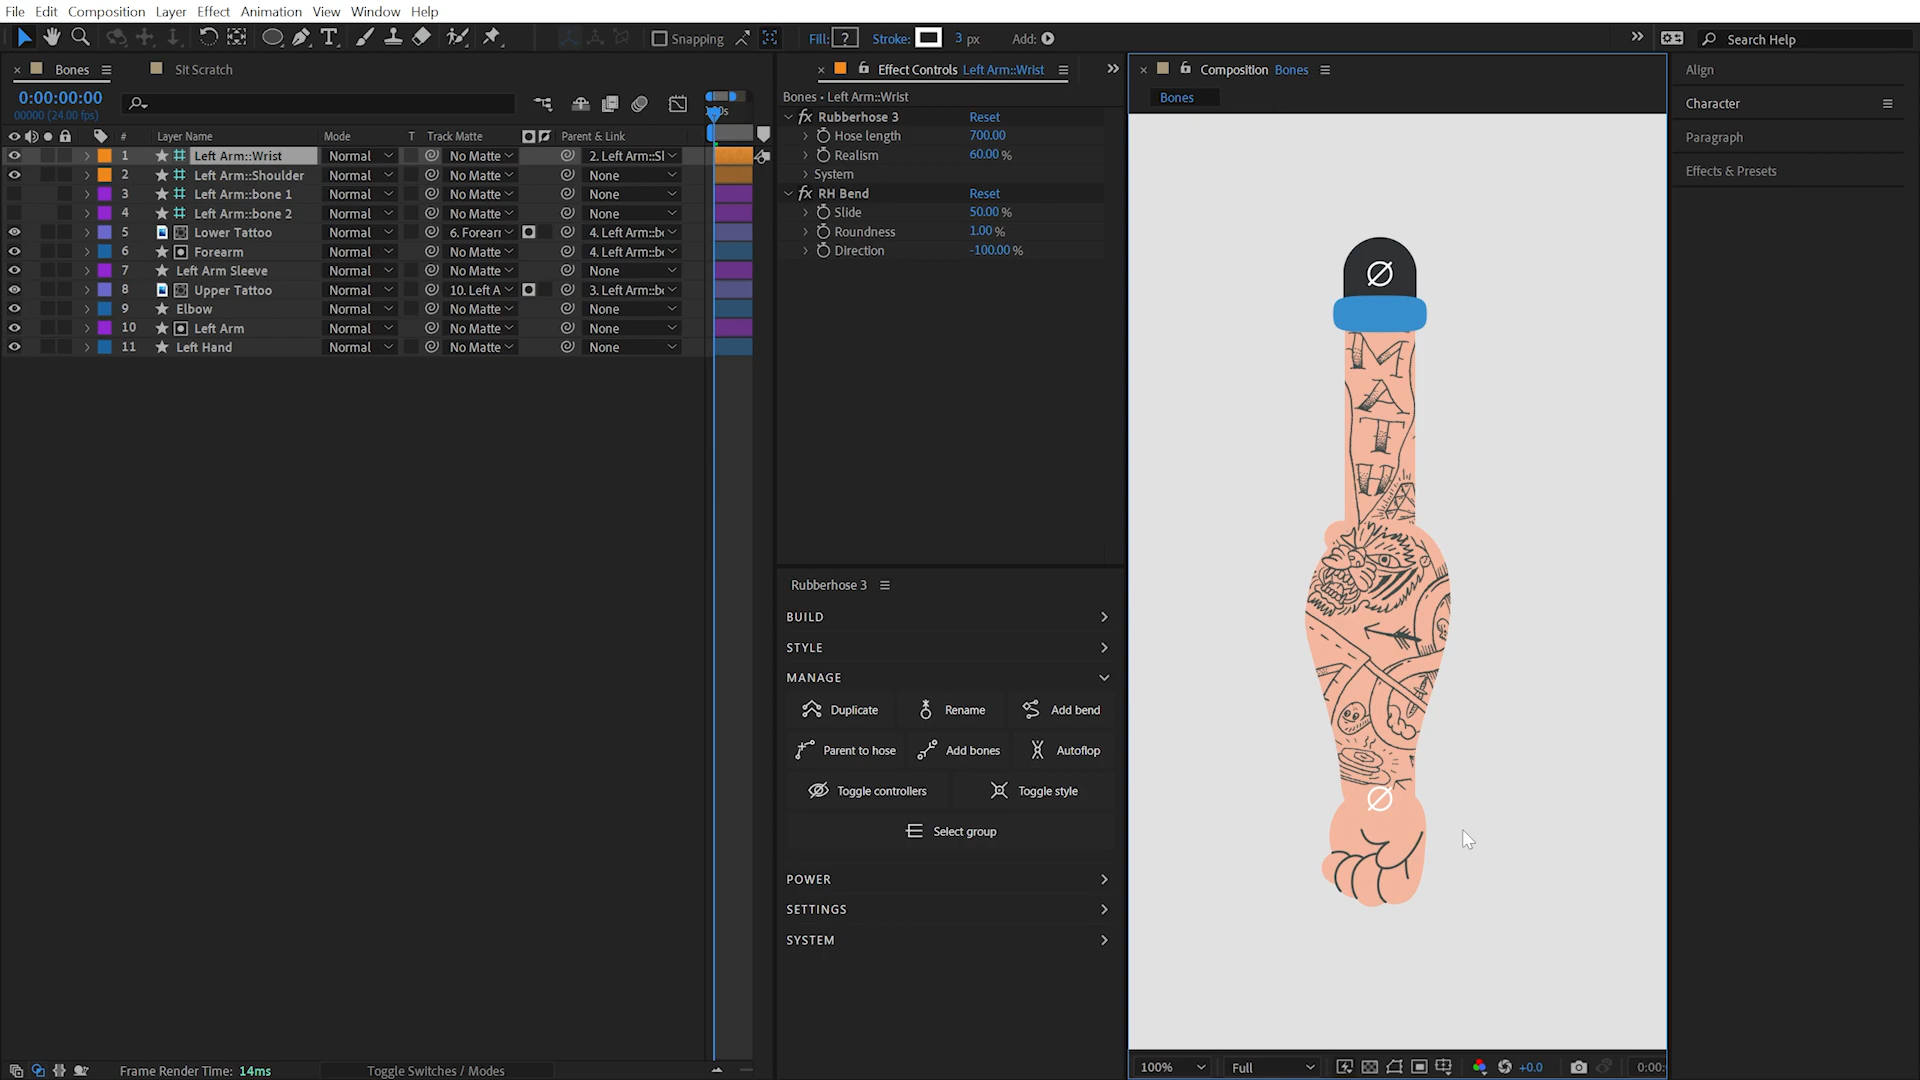 File Edit Composition Layer Effect Animation View Window Help
Snapping Fill: ? Stroke: 3 px Add:
Search Help
Bones Sit Scratch
0:00:00:00
00000 (24.00 fps)
# Layer Name Mode T Track Matte Parent & Link
1 Left Arm::Wrist Normal No Matte 2. Left Arm::Sl
2 Left Arm::Shoulder Normal No Matte None
3 Left Arm::bone 1 Normal No Matte None
4 Left Arm::bone 2 Normal No Matte None
5 Lower Tattoo Normal 6. Forearr 4. Left Arm::b
6 Forearm Normal No Matte 4. Left Arm::b
7 Left Arm Sleeve Normal No Matte None
8 Upper Tattoo Normal 10. Left A 3. Left Arm::b
9 Elbow Normal No Matte None
10 Left Arm Normal No Matte None
11 Left Hand Normal No Matte None
Frame Render Time: 14ms Toggle Switches / Modes
Effect Controls Left Arm::Wrist
Bones • Left Arm::Wrist
fx Rubberhose 3 Reset
Hose length 700.00
Realism 60.00 %
System
fx RH Bend Reset
Slide 50.00 %
Roundness 1.00 %
Direction -100.00 %
Rubberhose 3
BUILD
STYLE
MANAGE
Duplicate Rename Add bend
Parent to hose Add bones Autoflop
Toggle controllers Toggle style
Select group
POWER
SETTINGS
SYSTEM
Composition Bones
Bones
M
A
T
H
100% Full +0.0 0:00:
Align
Character
Paragraph
Effects & Presets